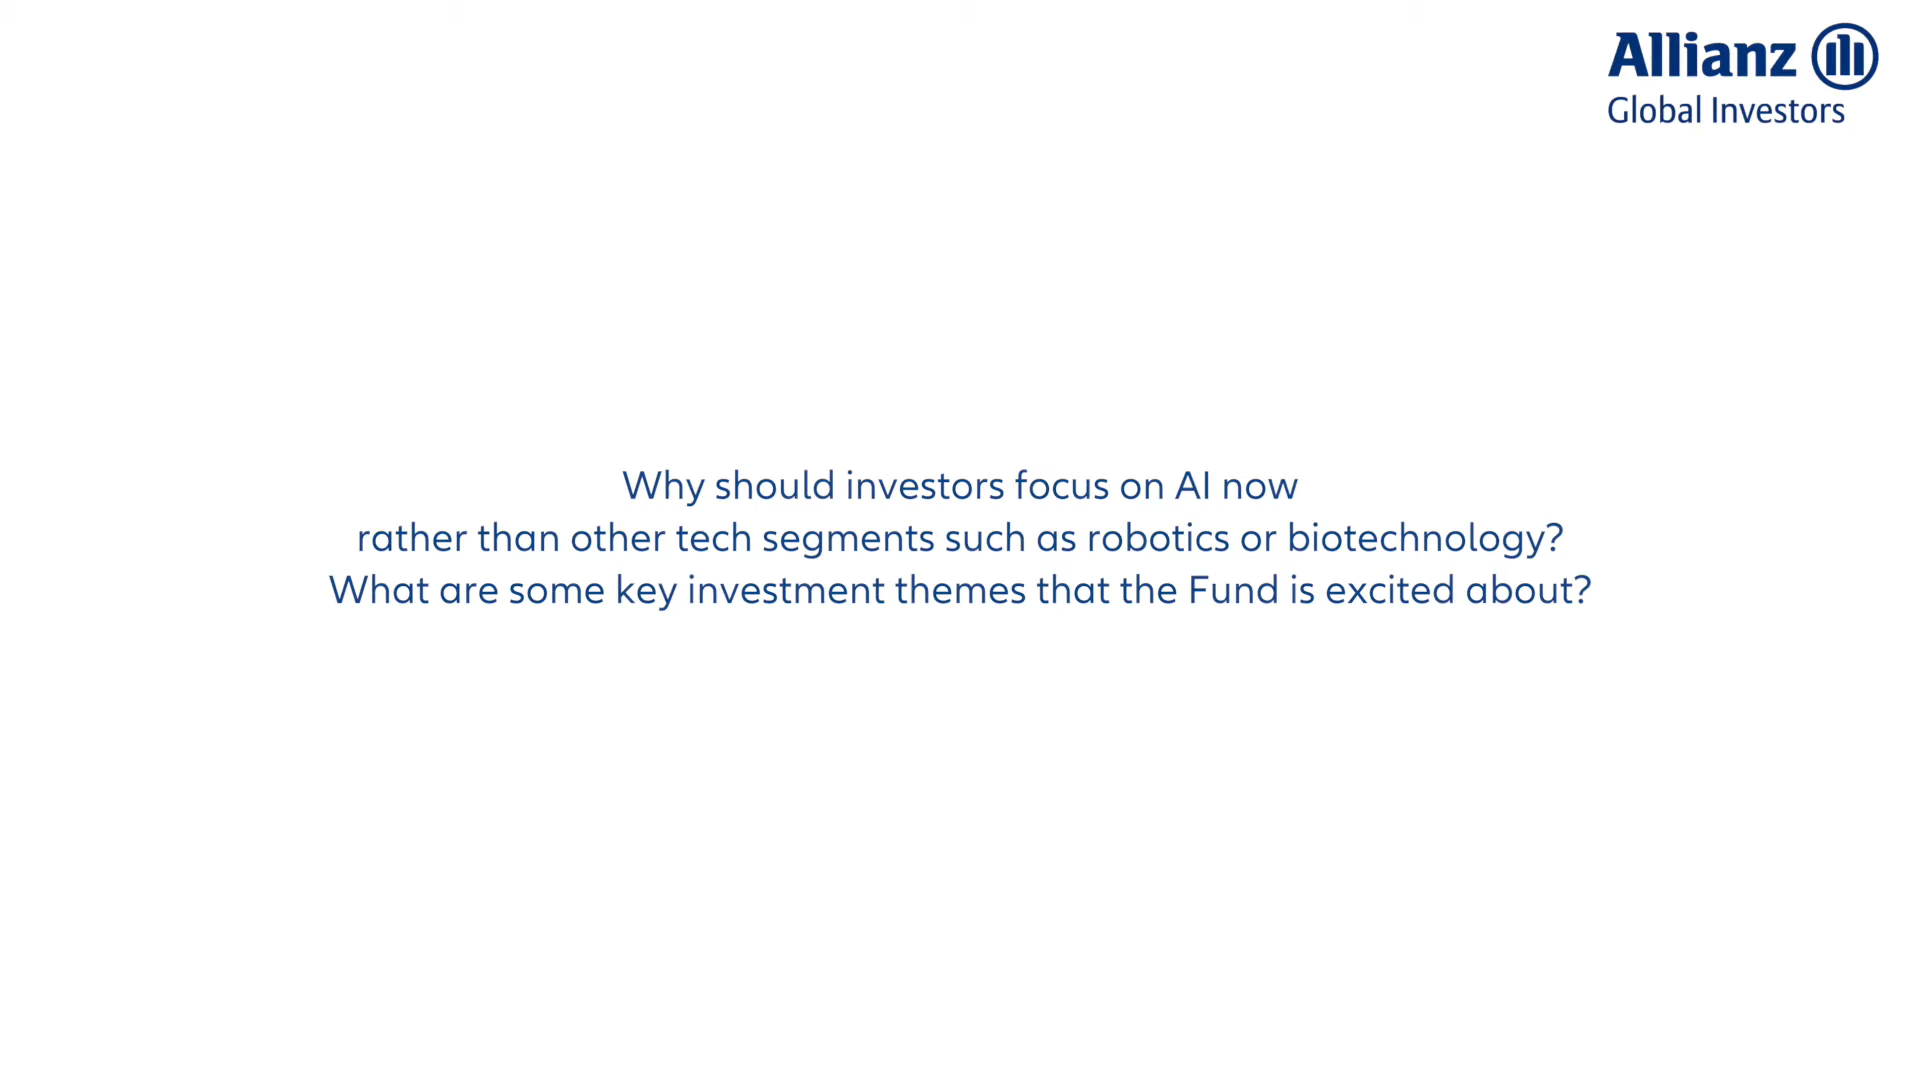 Allianz
Global Investors
Why should investors focus on AI now
rather than other tech segments such as robotics or biotechnology?
What are some key investment themes that the Fund is excited about?